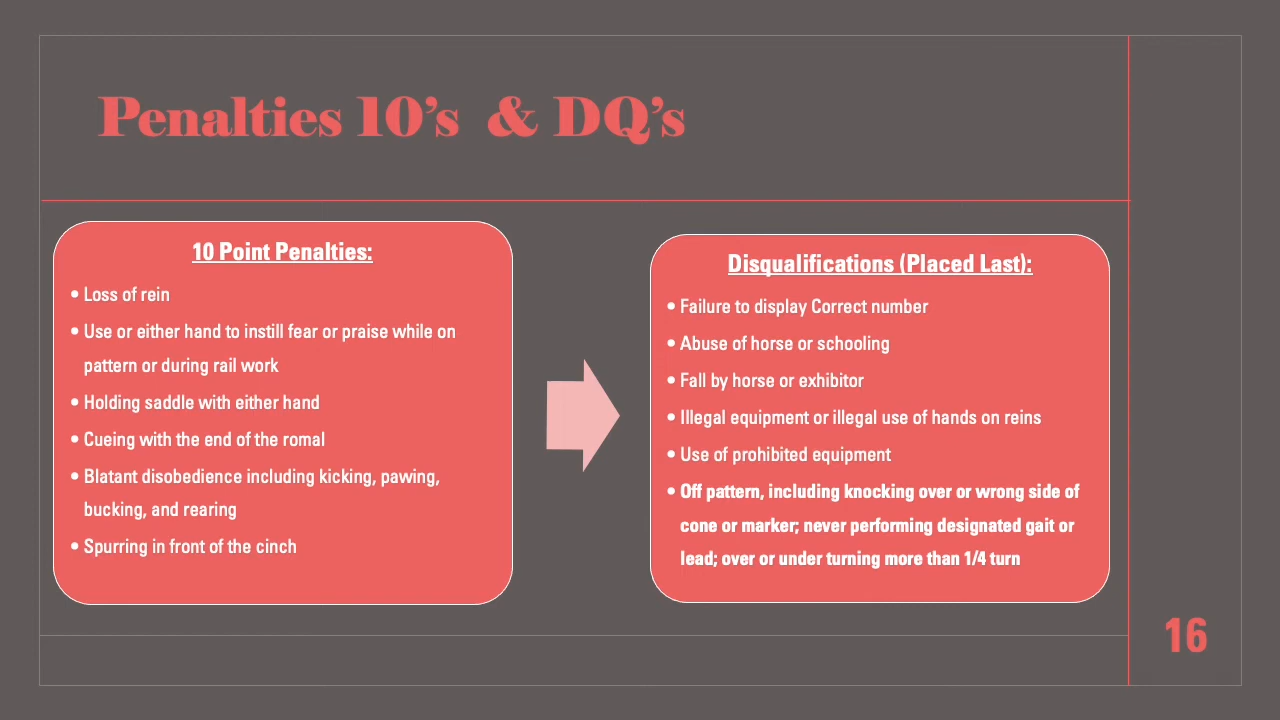 Penalties 10’s & DQ’s
10 Point Penalties:
• Loss of rein
• Use or either hand to instill fear or praise while on
pattern or during rail work
• Holding saddle with either hand
• Cueing with the end of the romal
• Blatant disobedience including kicking, pawing,
bucking, and rearing
• Spurring in front of the cinch
Disqualifications (Placed Last):
• Failure to display Correct number
• Abuse of horse or schooling
• Fall by horse or exhibitor
• Illegal equipment or illegal use of hands on reins
• Use of prohibited equipment
• Off pattern, including knocking over or wrong side of
cone or marker; never performing designated gait or
lead; over or under turning more than 1/4 turn
16